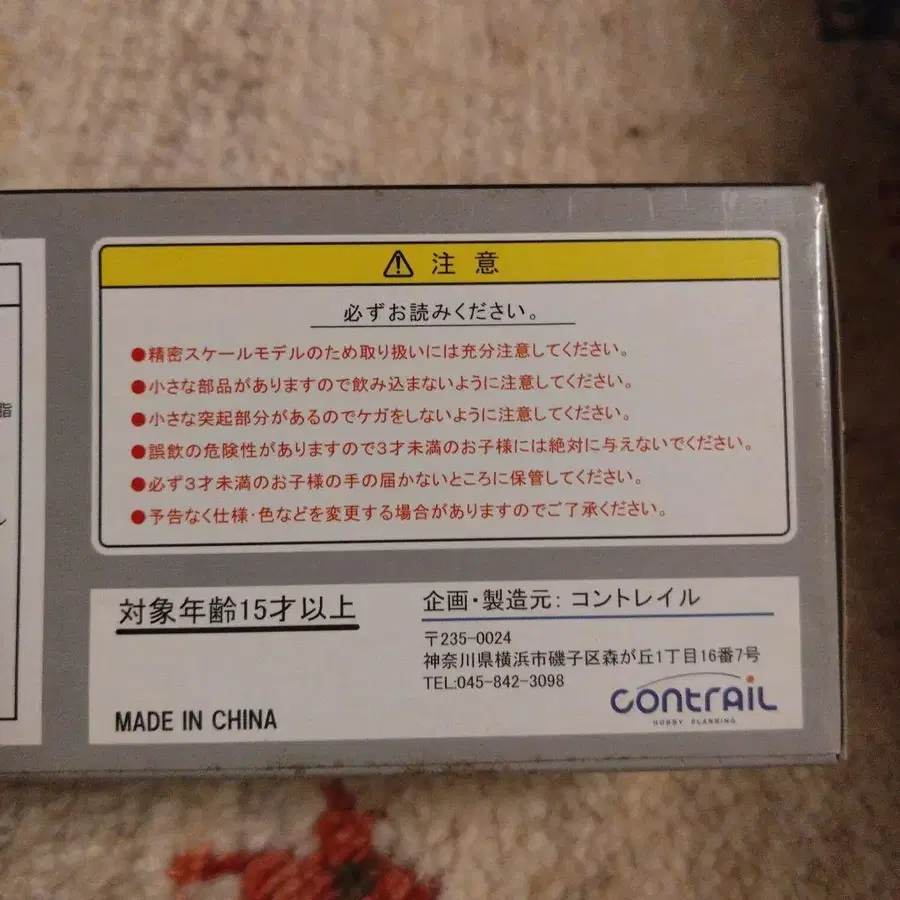 注 意
必ずお読みください。
●精密スケールモデルのため取り扱いには充分注意してください。
●小さな部品がありますので飲み込まないように注意してください。
●小さな突起部分があるのでケガをしないように注意してください。
●誤飲の危険性がありますので3才未満のお子様には絶対に与えないでください。
●必ず3才未満のお子様の手の届かないところに保管してください。
●予告なく仕様・色などを変更する場合がありますのでご了承ください。
脂
対象年齢15才以上
MADE IN CHINA
企画・製造元: コントレイル
〒235-0024
神奈川県横浜市磯子区森が丘1丁目16番7号
TEL:045-842-3098
CONTRAIL
HOBBY PLANNING